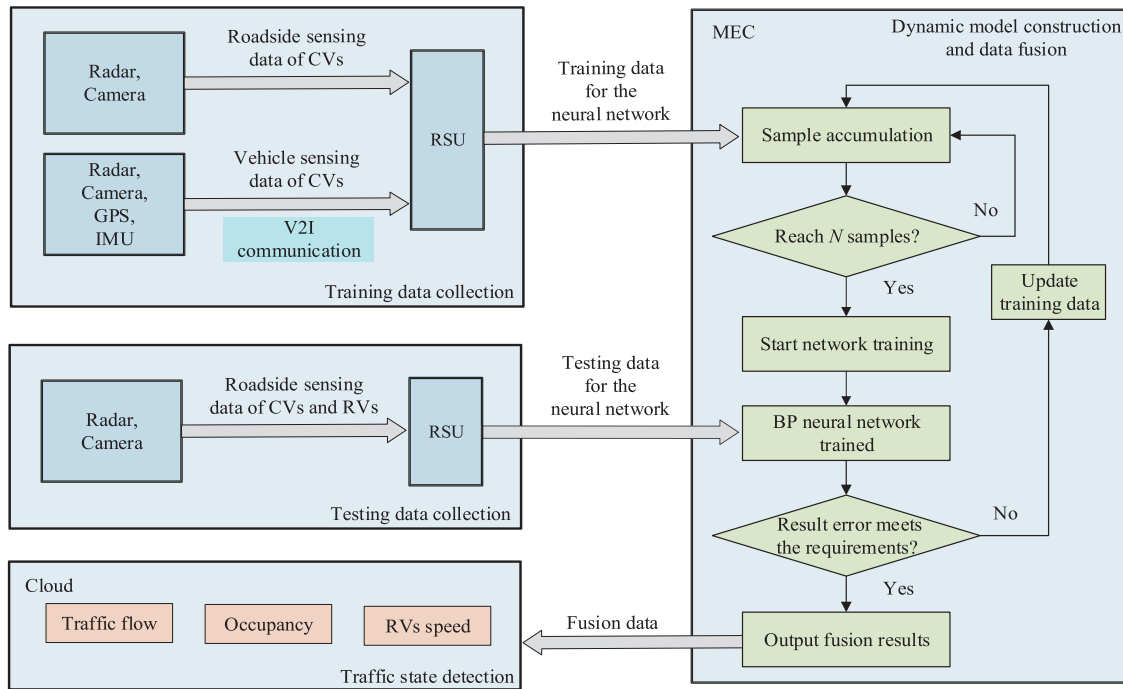 Radar,
Camera
Roadside sensing
data of CVs
Radar,
Camera,
GPS,
IMU
Vehicle sensing
data of CVs
V2I
communication
RSU
Training data collection
Training data
for the
neural network
Radar,
Camera
Roadside sensing
data of CVs and RVs
RSU
Testing data collection
Testing data
for the
neural network
MEC
Dynamic model construction
and data fusion
Sample accumulation
Reach N samples?
No
Yes
Update
training data
Start network training
BP neural network
trained
Result error meets
the requirements?
No
Yes
Output fusion results
Fusion data
Cloud
Traffic flow
Occupancy
RVs speed
Traffic state detection